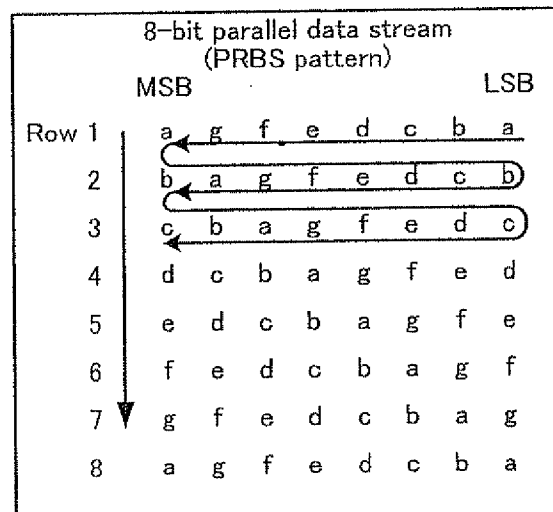 8-bit parallel data stream
(PRBS pattern)
MSB LSB
Row 1 a g f e d c b a
2 b a g f e d c b
3 c b a g f e d c
4 d c b a g f e d
5 e d c b a g f e
6 f e d c b a g f
7 g f e d c b a g
8 a g f e d c b a